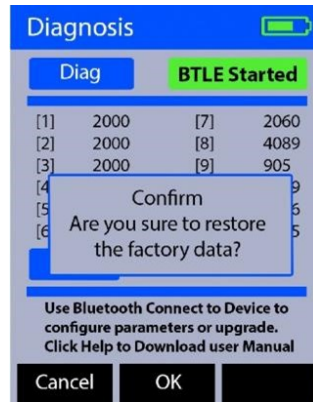 Diagnosis
Diag
BTLE Started
[1] 2000 [7] 2060
[2] 2000 [8] 4089
[3] 2000 [9] 905
Confirm
Are you sure to restore
the factory data?
Use Bluetooth Connect to Device to
configure parameters or upgrade.
Click Help to Download user Manual
Cancel OK